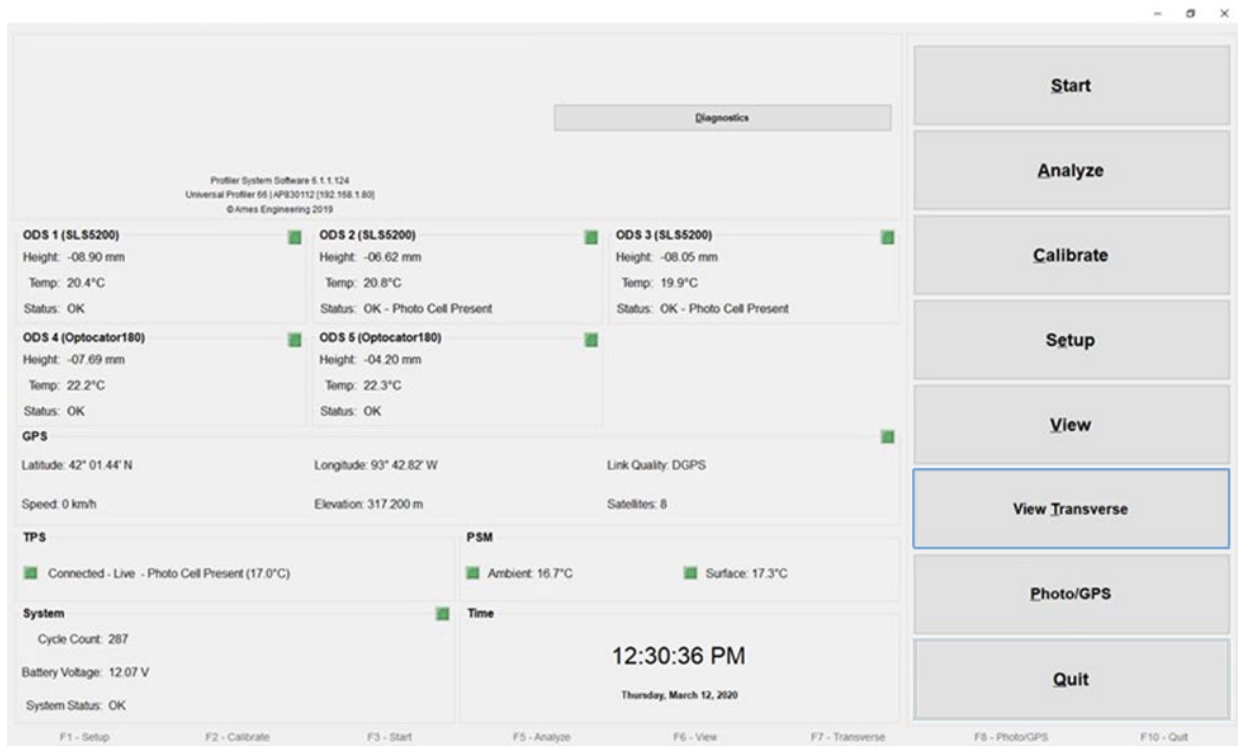 Start
Diagnostics
Analyze
Profiler System Software 6.1.1.124
Universal Profiler 66 | AP830112 [192.168.1.80]
©Ames Engineering 2019
ODS 1 (SLS5200)
Height: -08.90 mm
Temp: 20.4°C
Status: OK
ODS 2 (SLS5200)
Height: -06.62 mm
Temp: 20.8°C
Status: OK - Photo Cell Present
ODS 3 (SLS5200)
Height: -08.05 mm
Temp: 19.9°C
Status: OK - Photo Cell Present
Calibrate
ODS 4 (Optocator180)
Height: -07.69 mm
Temp: 22.2°C
Status: OK
ODS 5 (Optocator180)
Height: -04.20 mm
Temp: 22.3°C
Status: OK
Setup
View
GPS
Latitude: 42° 01.44' N
Longitude: 93° 42.82' W
Link Quality: DGPS
Speed: 0 km/h
Elevation: 317.200 m
Satellites: 8
View Transverse
TPS
Connected - Live - Photo Cell Present (17.0°C)
PSM
Ambient: 16.7°C
Surface: 17.3°C
Photo/GPS
System
Cycle Count: 287
Battery Voltage: 12.07 V
System Status: OK
Time
12:30:36 PM
Thursday, March 12, 2020
Quit
F1 - Setup
F2 - Calibrate
F3 - Start
F5 - Analyze
F6 - View
F7 - Transverse
F8 - Photo/GPS
F10 - Quit